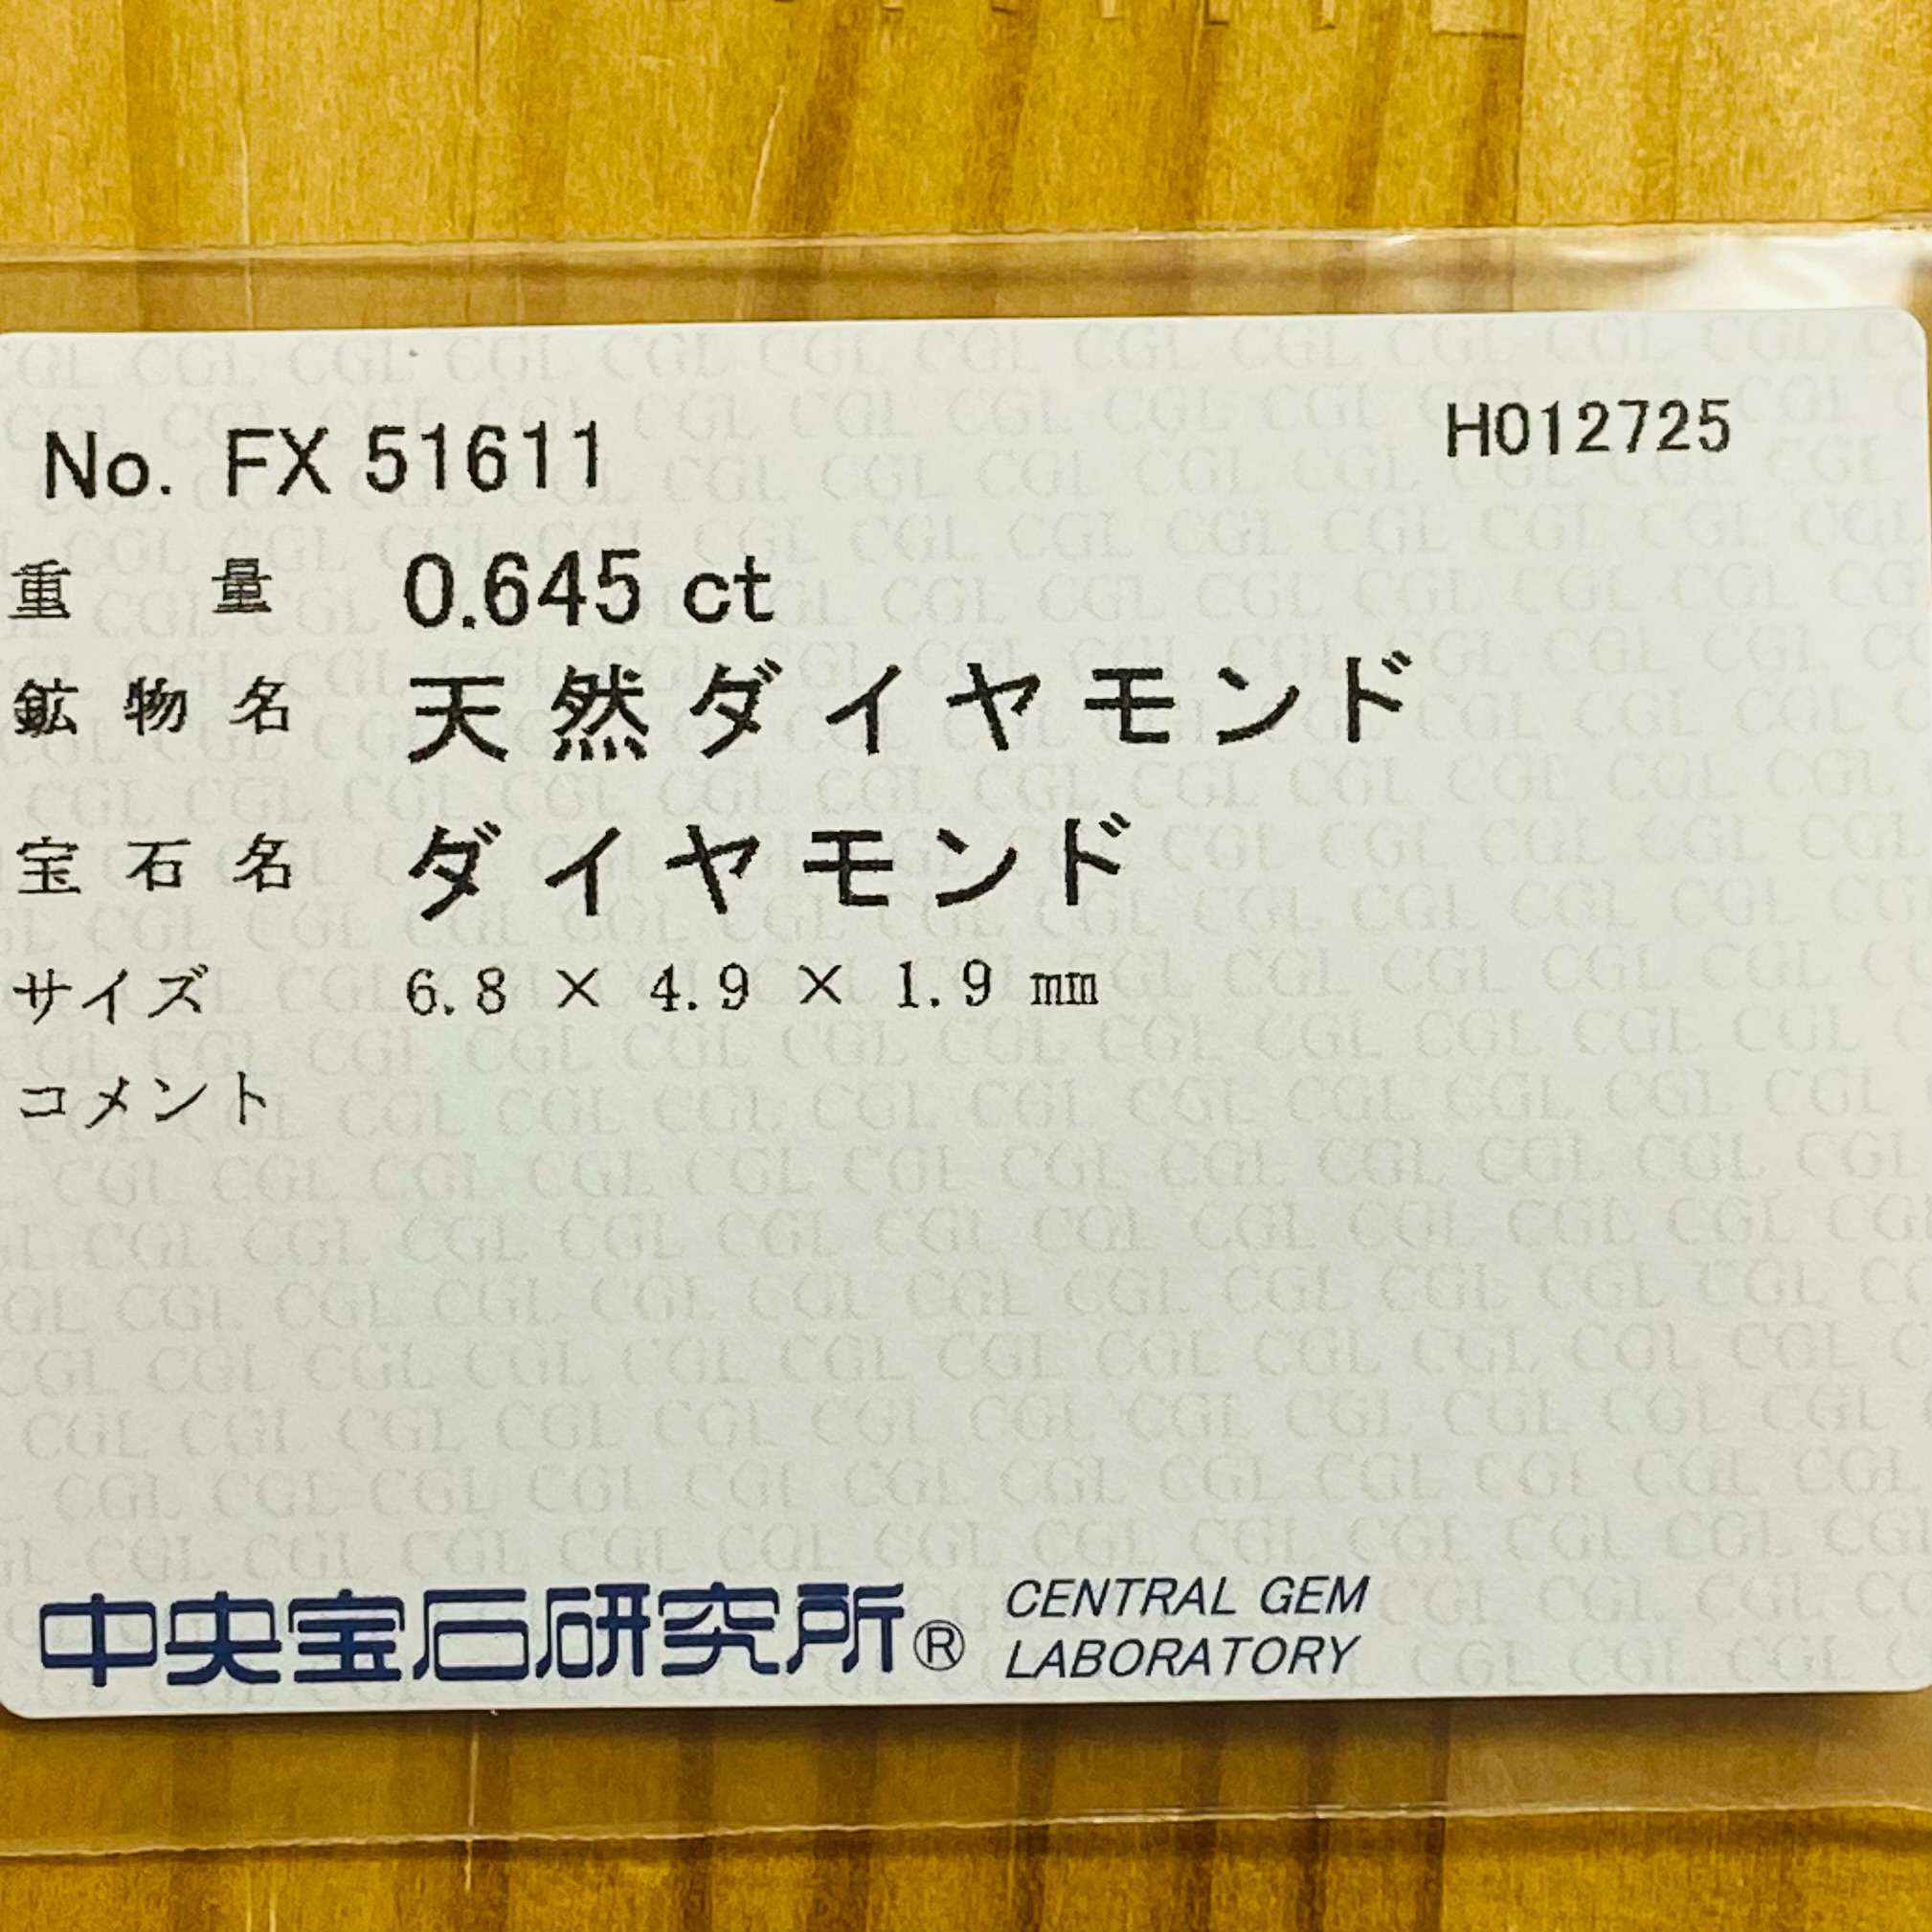 No. FX 51611
H012725
重量 0.645 ct
鉱物名 天然ダイヤモンド
宝石名 ダイヤモンド
サイズ 6.8 × 4.9 × 1.9 mm
コメント
中央宝石研究所® CENTRAL GEM
LABORATORY